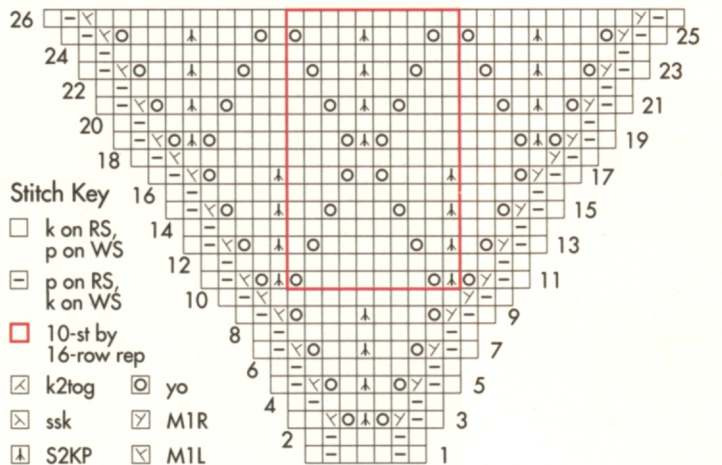 26
25
24
23
22
21
20
19
18
17
Stitch Key
16
15
k on RS,
p on WS
14
13
12
p on RS,
k on WS
11
10
10-st by
16-row rep
9
8
7
6
k2tog
yo
5
4
ssk
M1R
3
2
S2KP
M1L
1